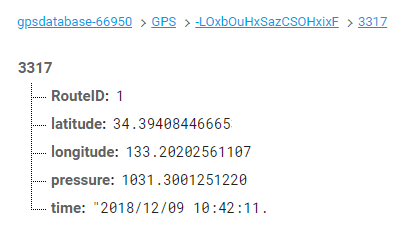 gpsdatabase-66950 > GPS > -LOxbOuHxSazCSOHxixF > 3317
3317
RouteID: 1
latitude: 34.39408446665
longitude: 133.20202561107
pressure: 1031.3001251220
time: "2018/12/09 10:42:11.